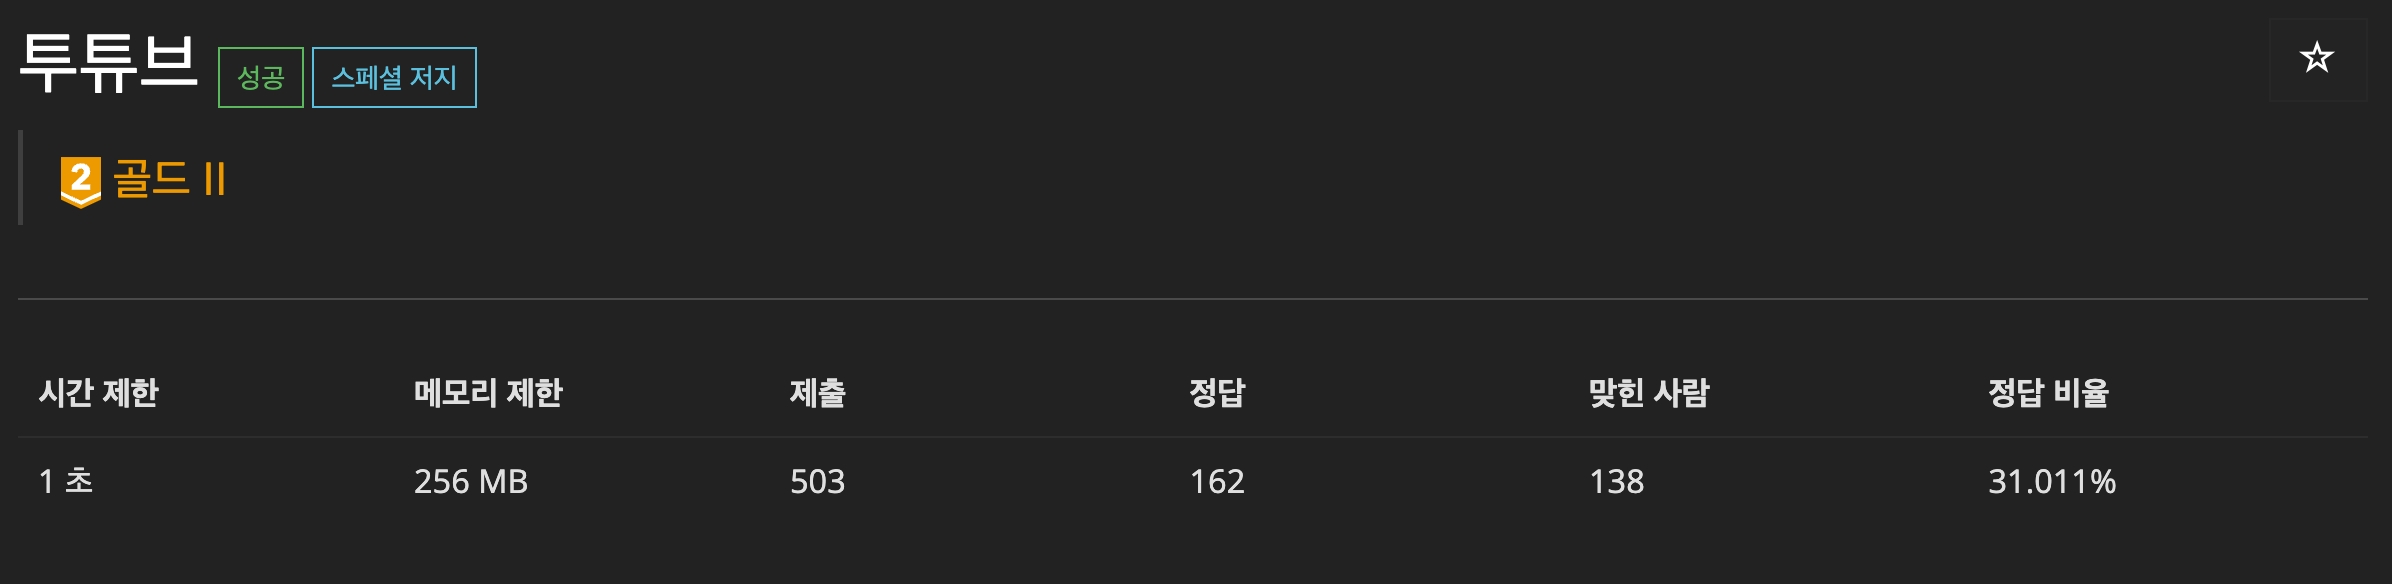 투튜브 성공 스페셜 저지
2 골드 II
시간 제한 메모리 제한 제출 정답 맞힌 사람 정답 비율
1 초 256 MB 503 162 138 31.011%